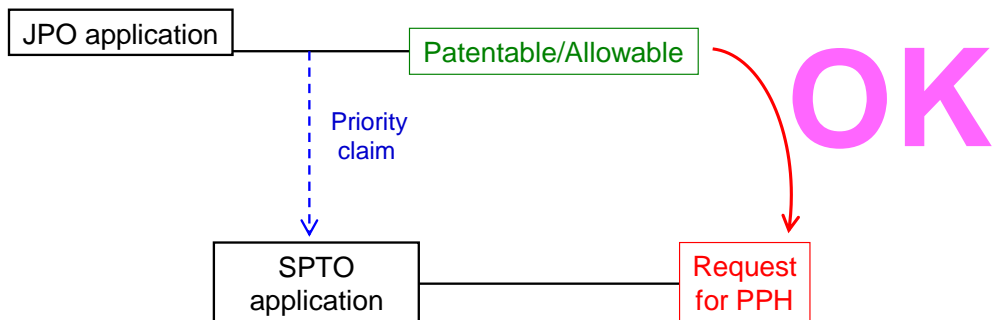 JPO application
Patentable/Allowable
OK
Priority
claim
SPTO
application
Request
for PPH